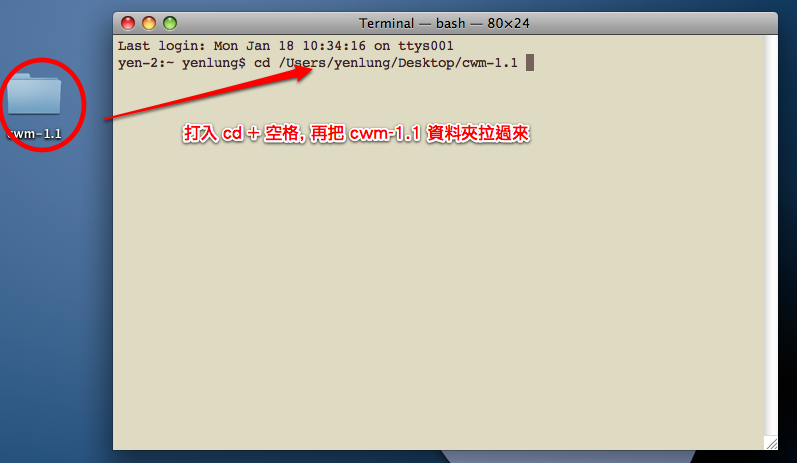 Terminal — bash — 80×24
Last login: Mon Jan 18 10:34:16 on ttys001
yen-2:~ yenlung$ cd /Users/yenlung/Desktop/cwm-1.1
cwm-1.1
打入 cd + 空格, 再把 cwm-1.1 資料夾拉過來